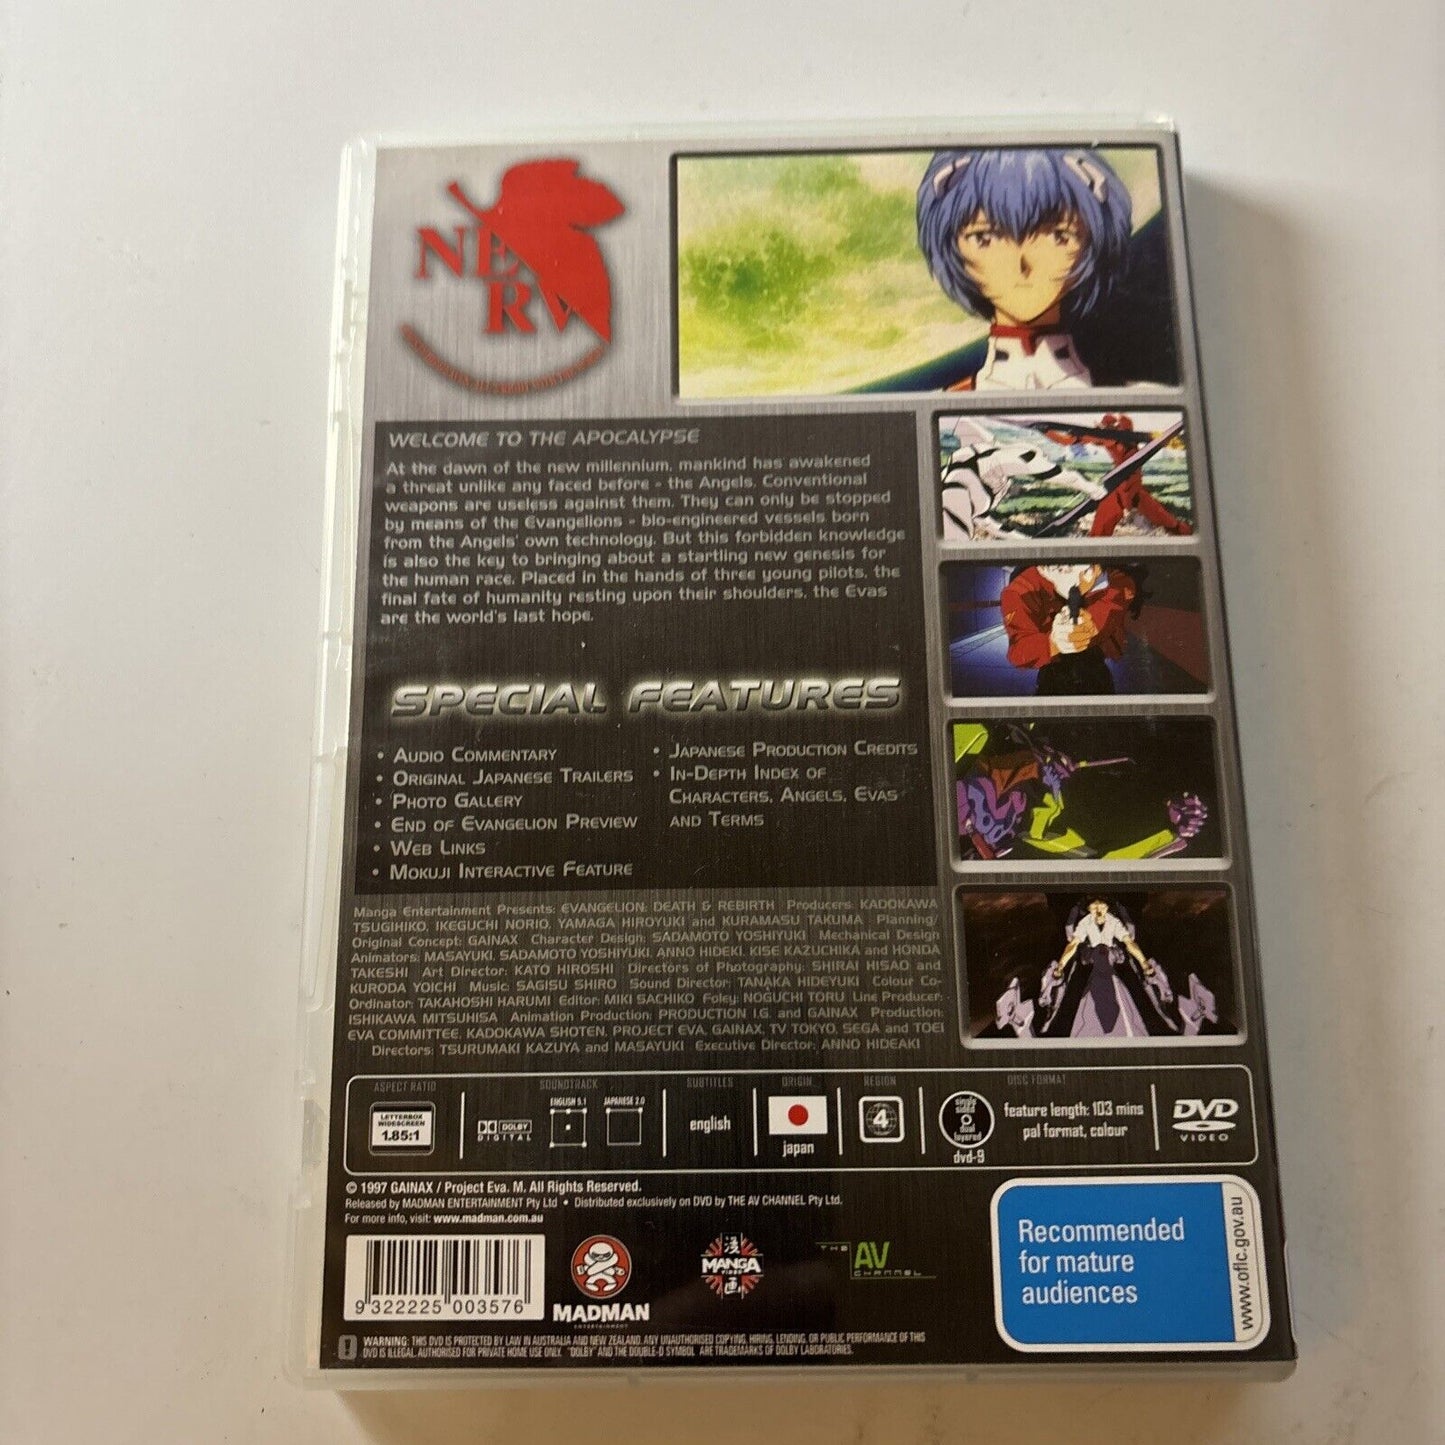 NE
RV
WELCOME TO THE APOCALYPSE
At the dawn of the new millennium, mankind has awakened
a threat unlike any faced before - the Angels. Conventional
weapons are useless against them. They can only be stopped
by means of the Evangelions - bio-engineered vessels born
from the Angels' own technology. But this forbidden knowledge
is also the key to bringing about a startling new genesis for
the human race. Placed in the hands of three young pilots, the
final fate of humanity resting upon their shoulders, the Evas
are the world's last hope.
SPECIAL FEATURES
• AUDIO COMMENTARY
• ORIGINAL JAPANESE TRAILERS
• PHOTO GALLERY
• END OF EVANGELION PREVIEW
• WEB LINKS
• MOKUJI INTERACTIVE FEATURE
• JAPANESE PRODUCTION CREDITS
• IN-DEPTH INDEX OF
CHARACTERS, ANGELS, EVAS
AND TERMS
Manga Entertainment Presents: EVANGELION: DEATH & REBIRTH Producers: KADOKAWA
TSUGIHIKO, IKEGUCHI NORIO, YAMAGA HIROYUKI and KURAMASU TAKUMA Planning/
Original Concept: GAINAX Character Design: SADAMOTO YOSHIYUKI Mechanical Design
Animators: MASAYUKI, SADAMOTO YOSHIYUKI, ANNO HIDEKI, KISE KAZUCHIKA and HONDA
TAKESHI Art Director: KATO HIROSHI Directors of Photography: SHIRAI HISAO and
KURODA YOICHI Music: SAGISU SHIRO Sound Director: TANAKA HIDEYUKI Colour Co-
Ordinator: TAKAHOSHI HARUMI Editor: MIKI SACHIKO Foley: NOGUCHI TORU Line Producer:
ISHIKAWA MITSUHISA Animation Production: PRODUCTION I.G. and GAINAX Production:
EVA COMMITTEE, KADOKAWA SHOTEN, PROJECT EVA, GAINAX, TV TOKYO, SEGA and TOEI
Directors: TSURUMAKI KAZUYA and MASAYUKI Executive Director: ANNO HIDEAKI
ASPECT RATIO
LETTERBOX
WIDESCREEN
1.85:1
SOUNDTRACK
DOLBY
DIGITAL
ENGLISH 5.1
JAPANESE 2.0
SUBTITLES
english
ORIGIN
japan
REGION
4
DISC FORMAT
single
sided
dual
layered
dvd-9
feature length: 103 mins
pal format, colour
DVD
VIDEO
© 1997 GAINAX / Project Eva. M. All Rights Reserved.
Released by MADMAN ENTERTAINMENT Pty Ltd • Distributed exclusively on DVD by THE AV CHANNEL Pty Ltd.
For more info, visit: www.madman.com.au
9 322225 003576
MADMAN
ENTERTAINMENT
漫
MANGA
VIDEO
画
THE AV
CHANNEL
Recommended
for mature
audiences
www.oflc.gov.au
WARNING: THIS DVD IS PROTECTED BY LAW IN AUSTRALIA AND NEW ZEALAND. ANY UNAUTHORISED COPYING, HIRING, LENDING, OR PUBLIC PERFORMANCE OF THIS
DVD IS ILLEGAL. AUTHORISED FOR PRIVATE HOME USE ONLY. "DOLBY" AND THE DOUBLE-D SYMBOL ARE TRADEMARKS OF DOLBY LABORATORIES.